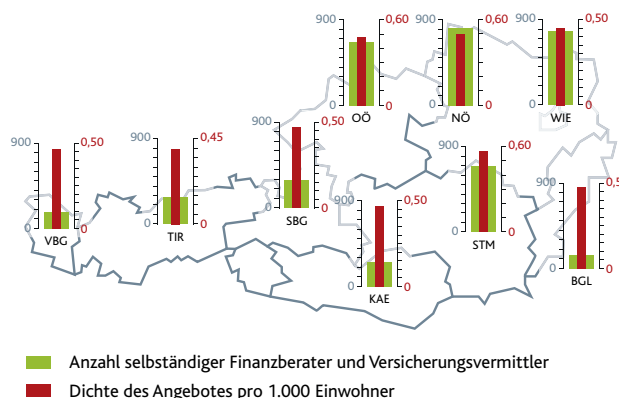 900 0,60
0 0
OÖ
900 0,60
0 0
NÖ
900 0,50
0 0
WIE
900 0,50
0 0
VBG
900 0,45
0 0
TIR
900 0,50
0 0
SBG
900 0,50
0 0
KAE
900 0,60
0 0
STM
900 0,5
0 0
BGL
Anzahl selbständiger Finanzberater und Versicherungsvermittler
Dichte des Angebotes pro 1.000 Einwohner